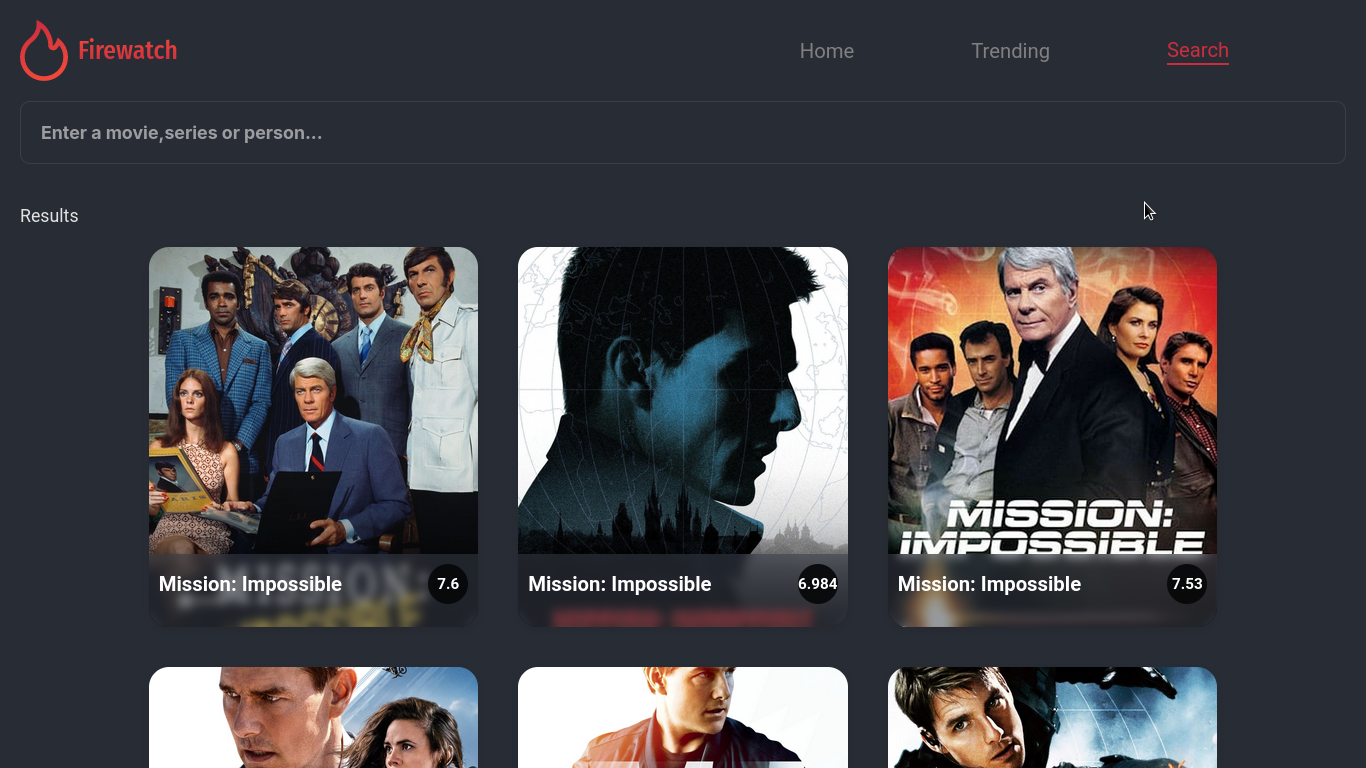 Firewatch
Home
Trending
Search
Enter a movie,series or person...
Results
MISSION:
IMPOSSIBLE
Mission: Impossible
7.6
Mission: Impossible
6.984
Mission: Impossible
7.53